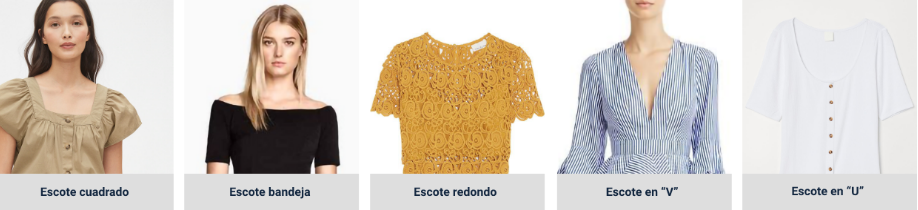 Escote cuadrado
Escote bandeja
Escote redondo
Escote en “V”
Escote en “U”